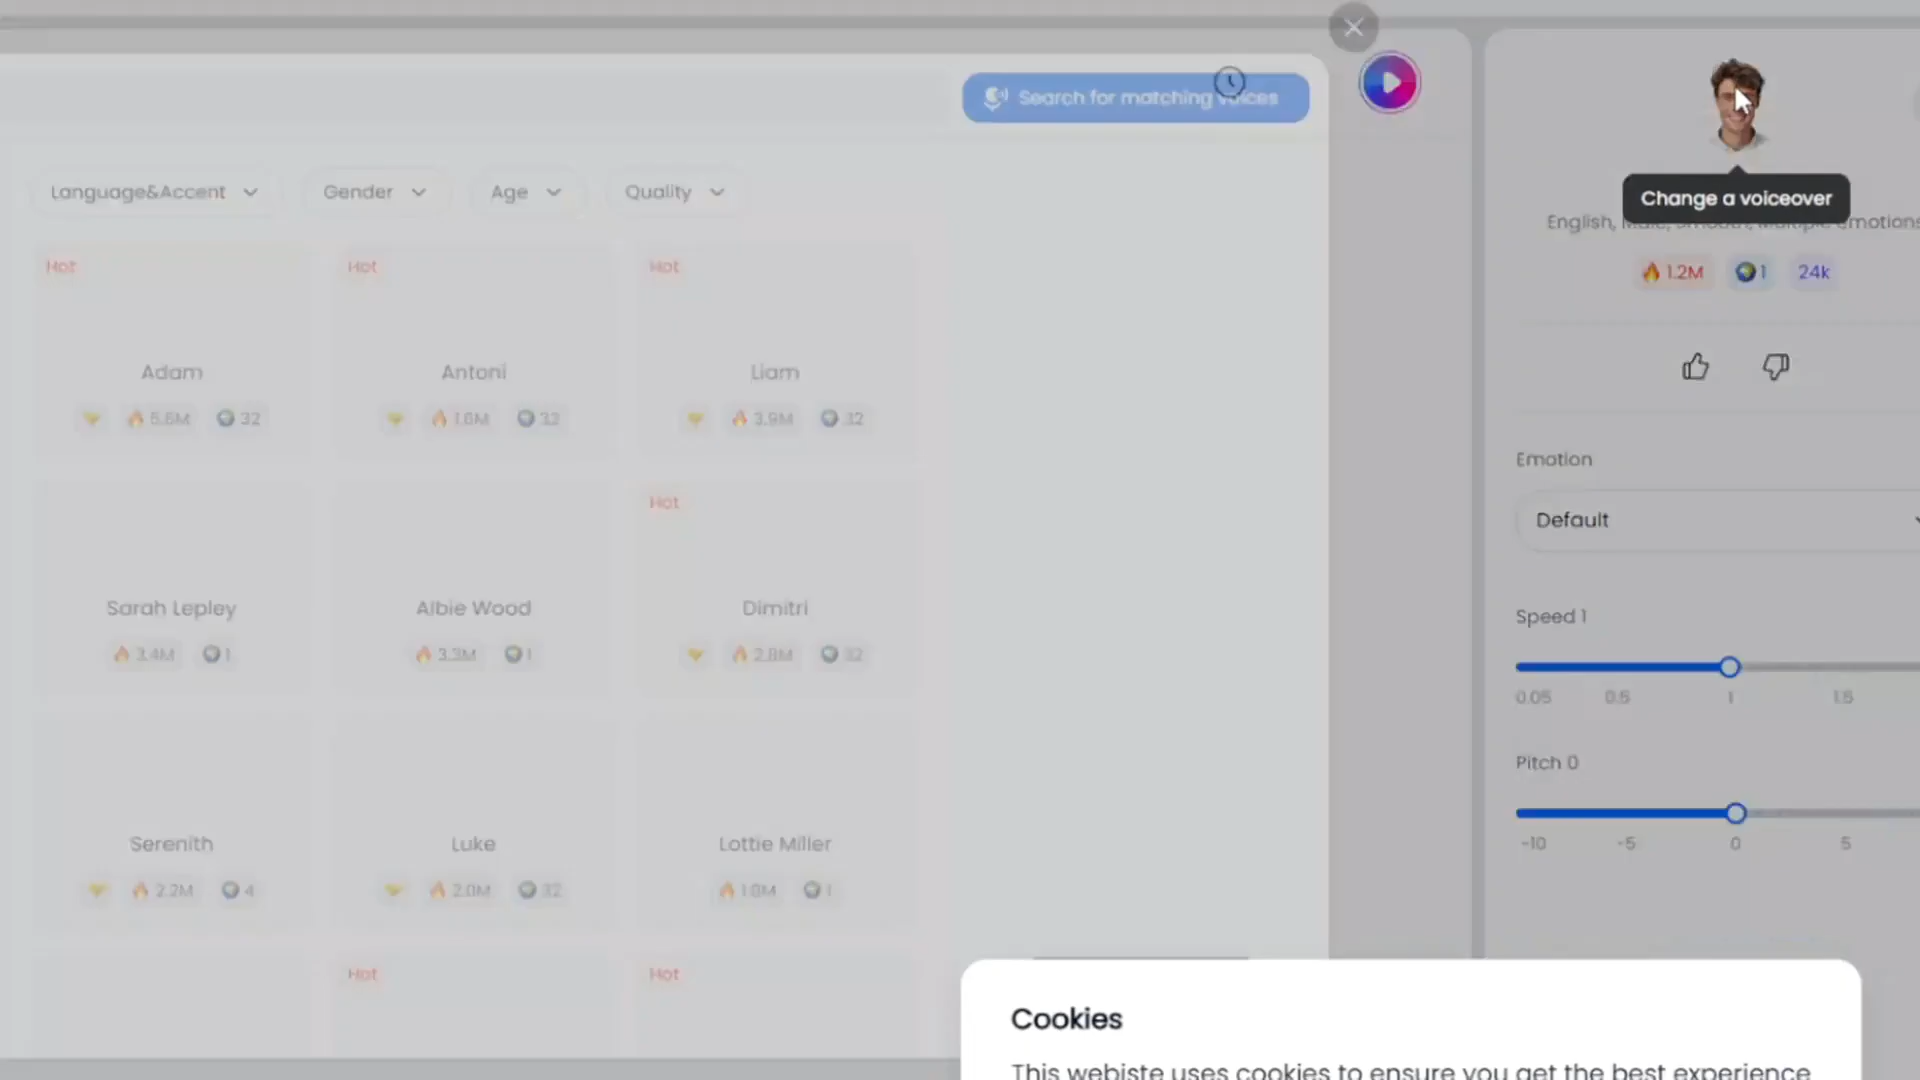 Search for matching voices
Language&Accent
Gender
Age
Quality
Change a voiceover
English, Male, Smooth, Multiple emotions
1.2M
1
24k
Hot
Hot
Hot
Adam
Antoni
Liam
5.6M
32
1.6M
32
3.9M
32
Emotion
Default
Hot
Sarah Lepley
Albie Wood
Dimitri
3.4M
1
3.3M
1
2.8M
32
Speed 1
0.05
0.5
1
1.5
Pitch 0
-10
-5
0
5
Serenith
Luke
Lottie Miller
2.2M
4
2.0M
32
1
Hot
Hot
Cookies
This webiste uses cookies to ensure you get the best experience